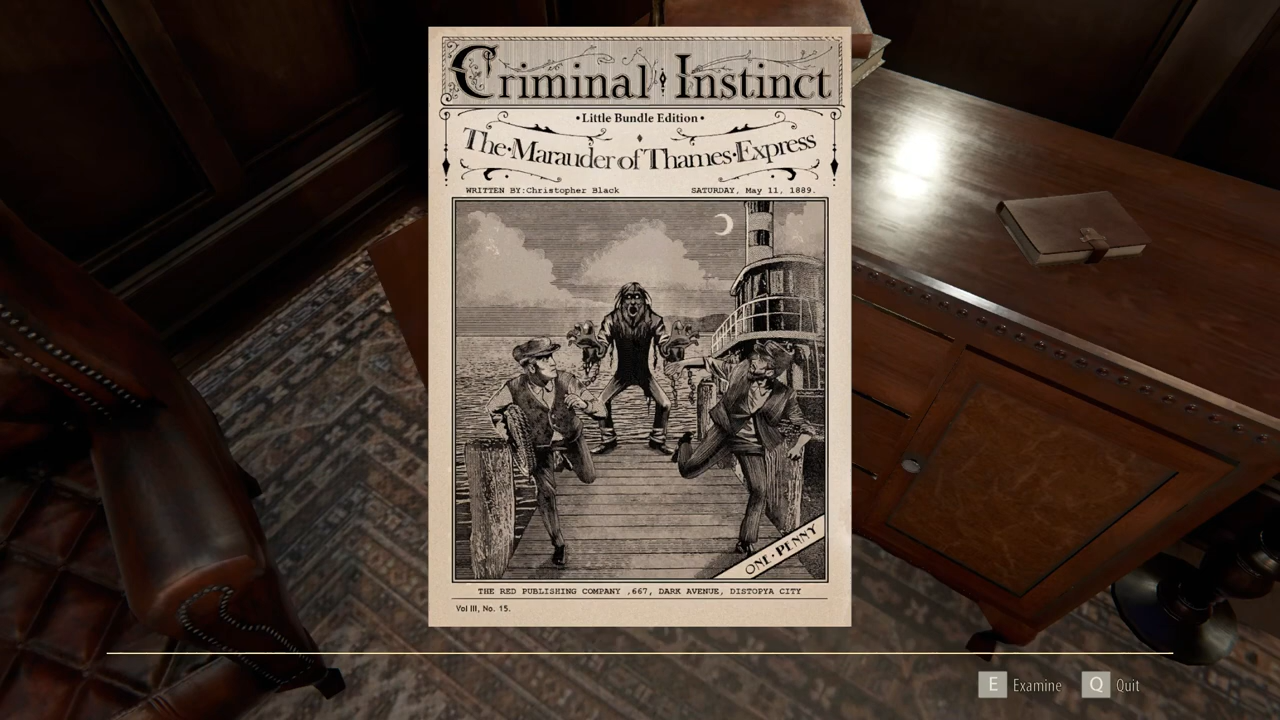 Criminal Instinct
•Little Bundle Edition•
The•Marauder of Thames•Express
WRITTEN BY:Christopher Black
SATURDAY, May 11, 1889.
ONE•PENNY
THE RED PUBLISHING COMPANY ,667, DARK AVENUE, DISTOPYA CITY
Vol III, No. 15.
E Examine Q Quit